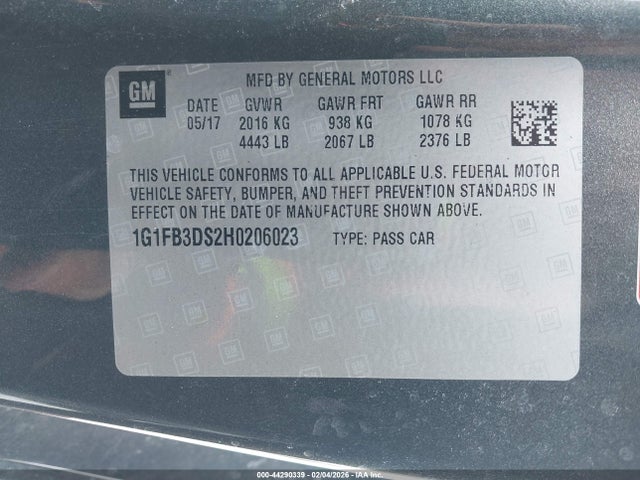 GM ®
MFD BY GENERAL MOTORS LLC
DATE GVWR GAWR FRT GAWR RR
05/17 2016 KG 938 KG 1078 KG
4443 LB 2067 LB 2376 LB
THIS VEHICLE CONFORMS TO ALL APPLICABLE U.S. FEDERAL MOTOR
VEHICLE SAFETY, BUMPER, AND THEFT PREVENTION STANDARDS IN
EFFECT ON THE DATE OF MANUFACTURE SHOWN ABOVE.
1G1FB3DS2H0206023 TYPE: PASS CAR
000-44290339 - 02/04/2026 - IAAI